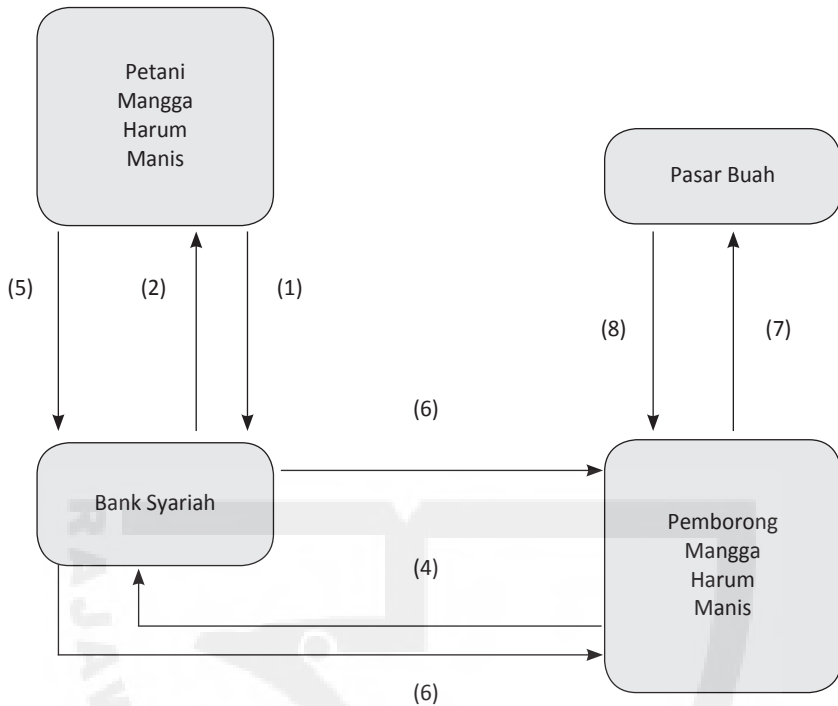 Petani
Mangga
Harum
Manis
Pasar Buah
(5)
(2)
(1)
(8)
(7)
(6)
Bank Syariah
Pemborong
Mangga
Harum
Manis
(4)
(6)
RAJAW